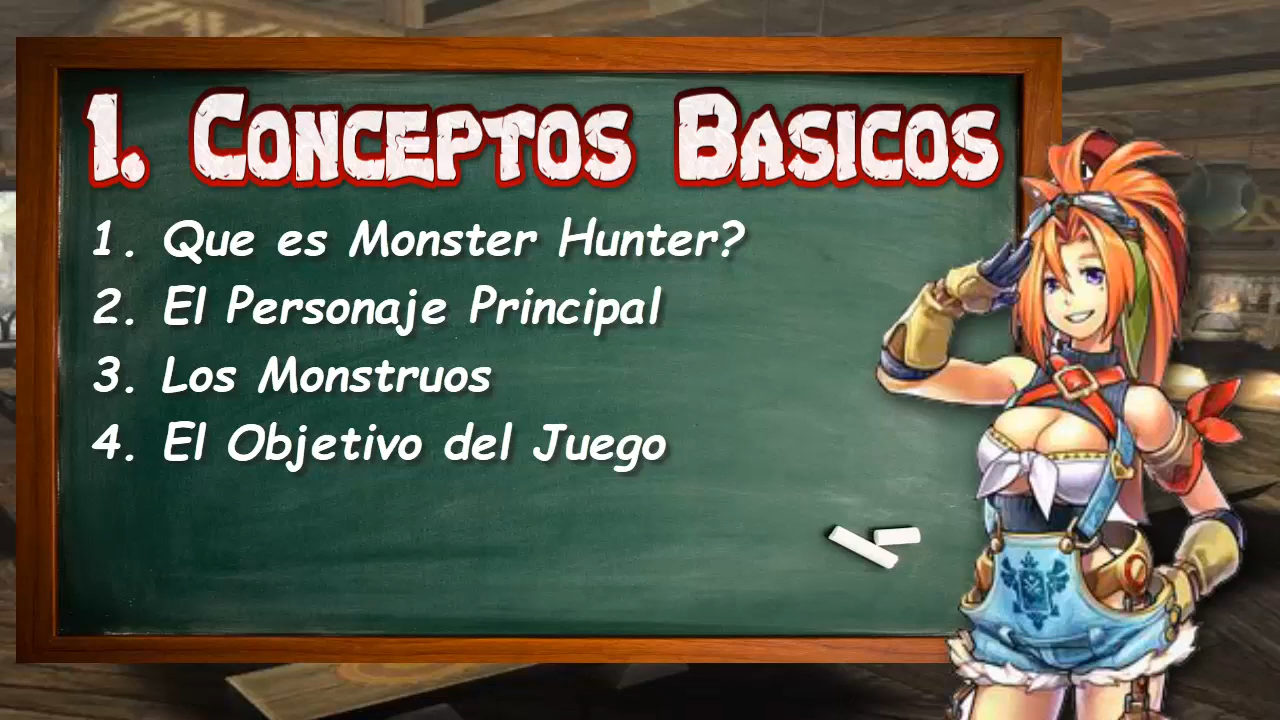 1. Conceptos Basicos
1. Que es Monster Hunter?
2. El Personaje Principal
3. Los Monstruos
4. El Objetivo del Juego